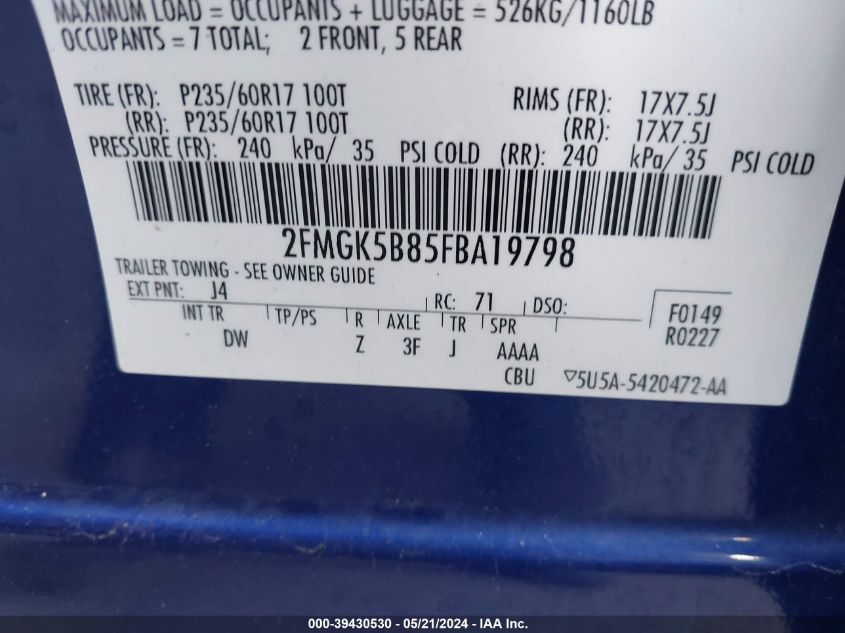 MAXIMUM LOAD = OCCUPANTS + LUGGAGE = 526KG/1160LB
OCCUPANTS = 7 TOTAL; 2 FRONT, 5 REAR
TIRE (FR): P235/60R17 100T RIMS (FR): 17X7.5J
(RR): P235/60R17 100T (RR): 17X7.5J
PRESSURE (FR): 240 kPa/ 35 PSI COLD (RR): 240 kPa/ 35 PSI COLD
2FMGK5B85FBA19798
TRAILER TOWING - SEE OWNER GUIDE
EXT PNT: J4 RC: 71 DSO: F0149
INT TR TP/PS R AXLE TR SPR R0227
DW Z 3F J AAAA
CBU ▽5U5A-5420472-AA
000-39430530 - 05/21/2024 - IAA Inc.